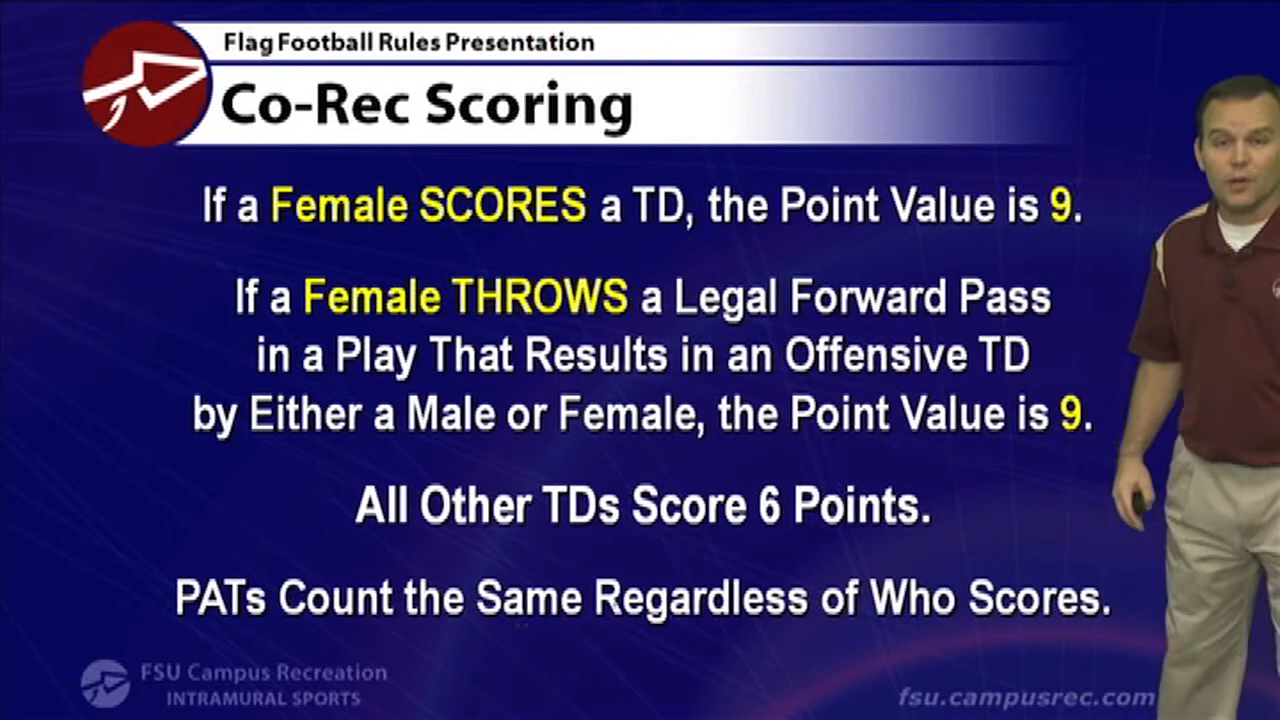 Flag Football Rules Presentation
Co-Rec Scoring
If a Female SCORES a TD, the Point Value is 9.
If a Female THROWS a Legal Forward Pass
in a Play That Results in an Offensive TD
by Either a Male or Female, the Point Value is 9.
All Other TDs Score 6 Points.
PATs Count the Same Regardless of Who Scores.
FSU Campus Recreation
INTRAMURAL SPORTS
fsu.campusrec.com